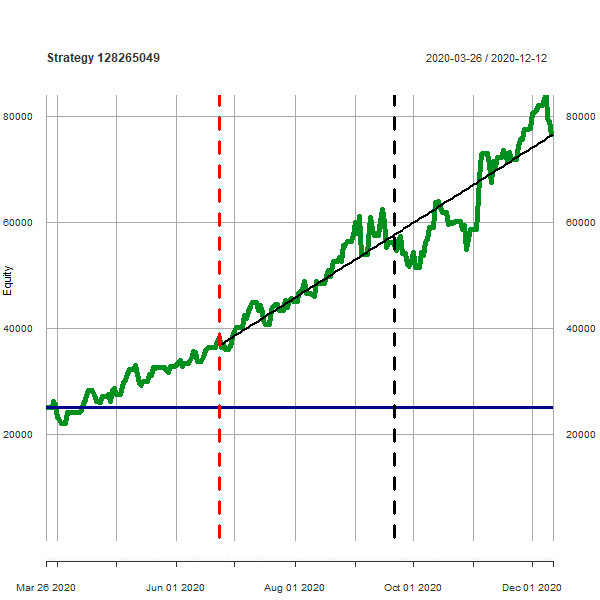 Strategy 128265049
2020-03-26 / 2020-12-12
80000
80000
60000
60000
Equity
40000
40000
20000
20000
Mar 26 2020
Jun 01 2020
Aug 01 2020
Oct 01 2020
Dec 01 2020